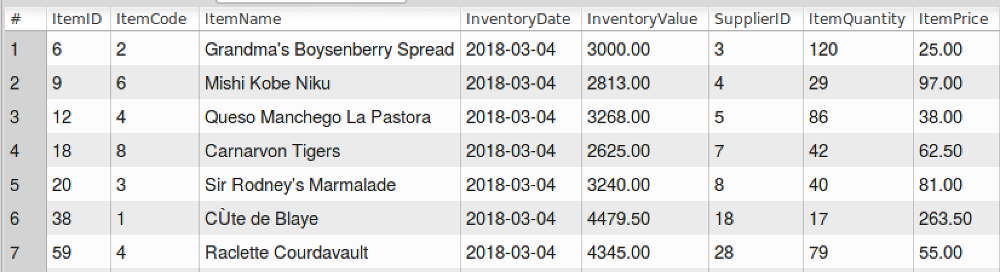 # ItemID ItemCode ItemName InventoryDate InventoryValue SupplierID ItemQuantity ItemPrice
1 6 2 Grandma's Boysenberry Spread 2018-03-04 3000.00 3 120 25.00
2 9 6 Mishi Kobe Niku 2018-03-04 2813.00 4 29 97.00
3 12 4 Queso Manchego La Pastora 2018-03-04 3268.00 5 86 38.00
4 18 8 Carnarvon Tigers 2018-03-04 2625.00 7 42 62.50
5 20 3 Sir Rodney's Marmalade 2018-03-04 3240.00 8 40 81.00
6 38 1 CÙte de Blaye 2018-03-04 4479.50 18 17 263.50
7 59 4 Raclette Courdavault 2018-03-04 4345.00 28 79 55.00